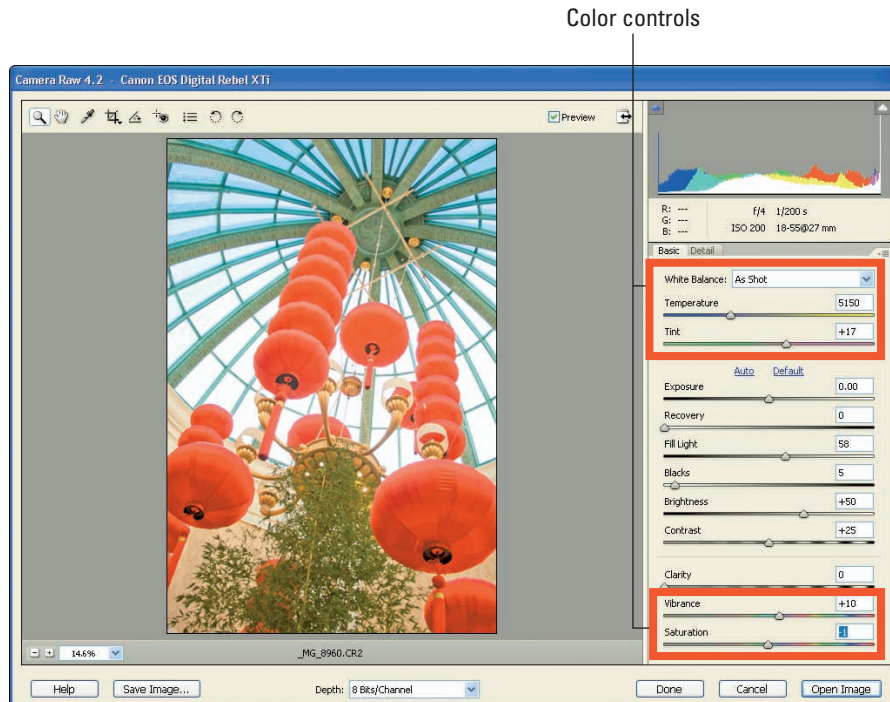 Color controls
Camera Raw 4.2 - Canon EOS Digital Rebel XTi
Preview
R: ---
G: ---
B: ---
f/4 1/200 s
ISO 200 18-55@27 mm
Basic Detail
White Balance: As Shot
Temperature 5150
Tint +17
Auto Default
Exposure 0.00
Recovery 0
Fill Light 58
Blacks 5
Brightness +50
Contrast +25
Clarity 0
Vibrance +10
Saturation -1
14.6%
_MG_8960.CR2
Help
Save Image...
Depth: 8 Bits/Channel
Done
Cancel
Open Image